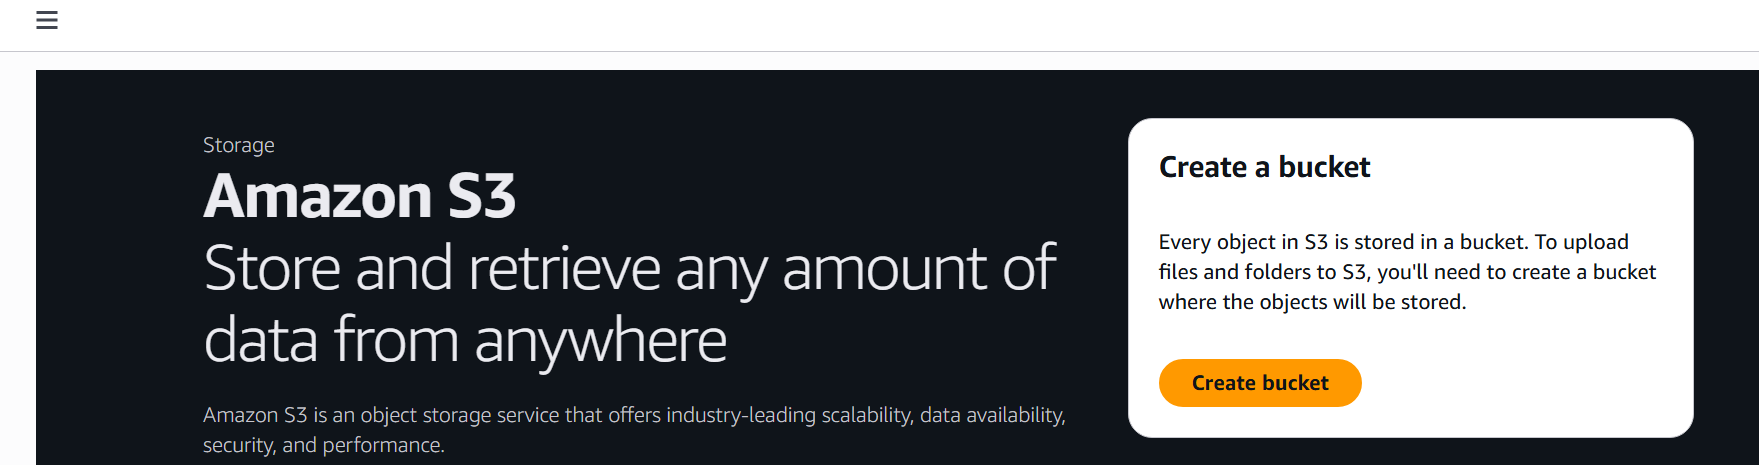 Storage
Amazon S3
Store and retrieve any amount of
data from anywhere
Amazon S3 is an object storage service that offers industry-leading scalability, data availability,
security, and performance.
Create a bucket
Every object in S3 is stored in a bucket. To upload
files and folders to S3, you'll need to create a bucket
where the objects will be stored.
Create bucket